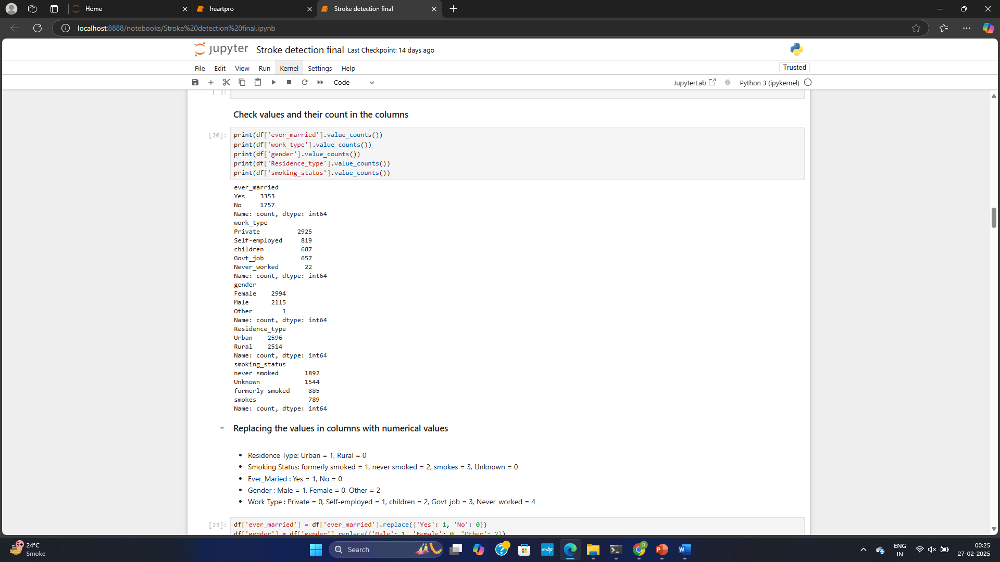 Home
heartpro
Stroke detection final
localhost:8888/notebooks/Stroke%20detection%20final.ipynb
jupyter Stroke detection final Last Checkpoint: 14 days ago
File Edit View Run Kernel Settings Help
Trusted
Code
JupyterLab
Python 3 (ipykernel)
[ ]:
Check values and their count in the columns
[20]:
print(df['ever_married'].value_counts())
print(df['work_type'].value_counts())
print(df['gender'].value_counts())
print(df['Residence_type'].value_counts())
print(df['smoking_status'].value_counts())
ever_married
Yes    3353
No     1757
Name: count, dtype: int64
work_type
Private          2925
Self-employed     819
children          687
Govt_job          657
Never_worked       22
Name: count, dtype: int64
gender
Female    2994
Male      2115
Other        1
Name: count, dtype: int64
Residence_type
Urban    2596
Rural    2514
Name: count, dtype: int64
smoking_status
never smoked       1892
Unknown            1544
formerly smoked     885
smokes              789
Name: count, dtype: int64
Replacing the values in columns with numerical values
• Residence Type: Urban = 1, Rural = 0
• Smoking Status: formerly smoked = 1, never smoked = 2, smokes = 3, Unknown = 0
• Ever_Maried : Yes = 1, No = 0
• Gender : Male = 1, Female = 0, Other = 2
• Work Type : Private = 0, Self-employed = 1, children = 2, Govt_job = 3, Never_worked = 4
[23]:
df['ever_married'] = df['ever_married'].replace({'Yes': 1, 'No': 0})
df['gender'] = df['gender'].replace({'Male': 1, 'Female': 0, 'Other': 2})
9+
24°C
Smoke
Search
myhp
D
P
W
ENG
IN
00:25
27-02-2025